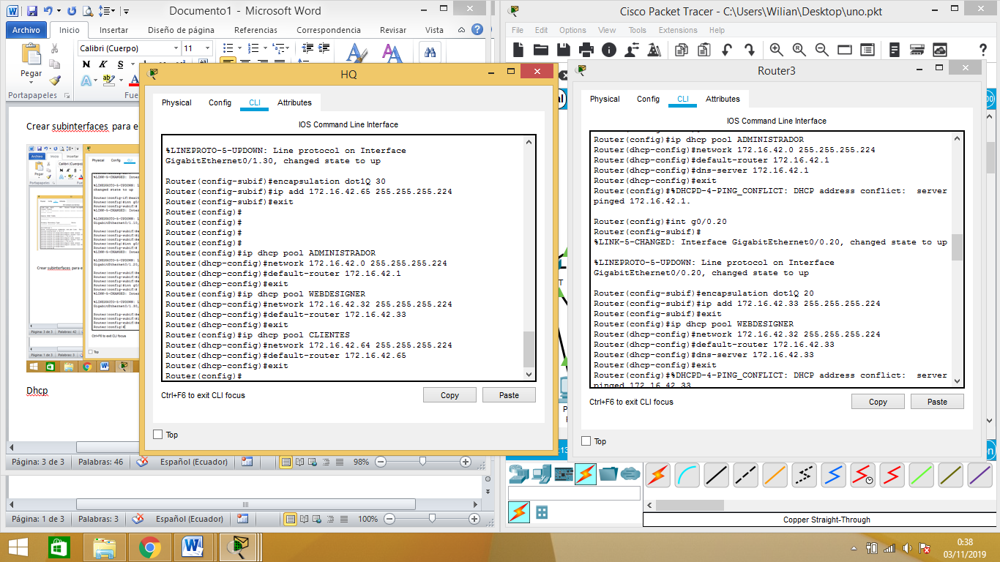 Documento1 - Microsoft Word
Archivo
Inicio
Insertar
Diseño de página
Referencias
Correspondencia
Revisar
Vista
Calibri (Cuerpo)
11
Pegar
N K S
Portapapeles
Fue
Crear subinterfaces para e
Crear subinterfaces para e
Dhcp
Página: 3 de 3
Palabras: 46
Español (Ecuador)
98%
Página: 1 de 3
Palabras: 3
Español (Ecuador)
100%
HQ
Physical
Config
CLI
Attributes
IOS Command Line Interface
%LINEPROTO-5-UPDOWN: Line protocol on Interface
GigabitEthernet0/1.30, changed state to up
Router(config-subif)#encapsulation dot1Q 30
Router(config-subif)#ip add 172.16.42.65 255.255.255.224
Router(config-subif)#exit
Router(config)#
Router(config)#
Router(config)#
Router(config)#
Router(config)#ip dhcp pool ADMINISTRADOR
Router(dhcp-config)#network 172.16.42.0 255.255.255.224
Router(dhcp-config)#default-router 172.16.42.1
Router(dhcp-config)#exit
Router(config)#ip dhcp pool WEBDESIGNER
Router(dhcp-config)#network 172.16.42.32 255.255.255.224
Router(dhcp-config)#default-router 172.16.42.33
Router(dhcp-config)#exit
Router(config)#ip dhcp pool CLIENTES
Router(dhcp-config)#network 172.16.42.64 255.255.255.224
Router(dhcp-config)#default-router 172.16.42.65
Router(dhcp-config)#exit
Router(config)#
Ctrl+F6 to exit CLI focus
Copy
Paste
Top
Cisco Packet Tracer - C:\Users\Wilian\Desktop\uno.pkt
File
Edit
Options
View
Tools
Extensions
Help
Router3
Physical
Config
CLI
Attributes
IOS Command Line Interface
Router(config)#ip dhcp pool ADMINISTRADOR
Router(dhcp-config)#network 172.16.42.0 255.255.255.224
Router(dhcp-config)#default-router 172.16.42.1
Router(dhcp-config)#dns-server 172.16.42.1
Router(dhcp-config)#exit
Router(config)#%DHCPD-4-PING_CONFLICT: DHCP address conflict:  server
pinged 172.16.42.1.
Router(config)#int g0/0.20
Router(config-subif)#
%LINK-5-CHANGED: Interface GigabitEthernet0/0.20, changed state to up
%LINEPROTO-5-UPDOWN: Line protocol on Interface
GigabitEthernet0/0.20, changed state to up
Router(config-subif)#encapsulation dot1Q 20
Router(config-subif)#ip add 172.16.42.33 255.255.255.224
Router(config-subif)#exit
Router(config)#ip dhcp pool WEBDESIGNER
Router(dhcp-config)#network 172.16.42.32 255.255.255.224
Router(dhcp-config)#default-router 172.16.42.33
Router(dhcp-config)#dns-server 172.16.42.33
Router(dhcp-config)#exit
Router(config)#%DHCPD-4-PING_CONFLICT: DHCP address conflict:  server
pinged 172.16.42.33.
Ctrl+F6 to exit CLI focus
Copy
Paste
Top
Copper Straight-Through
0:38
03/11/2019